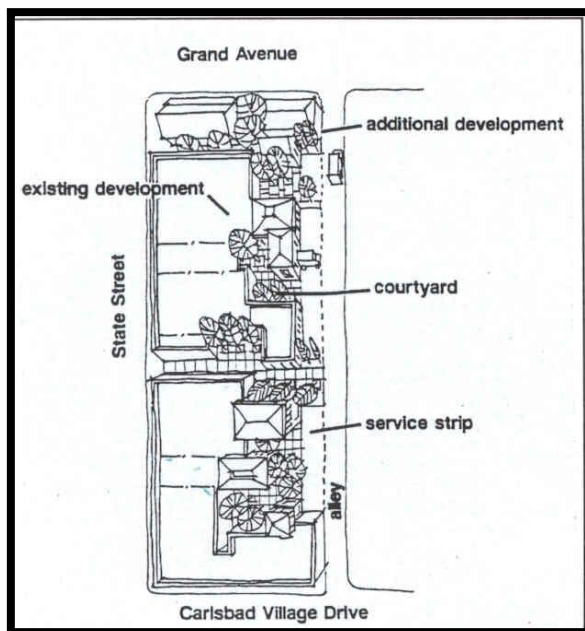 Grand Avenue
additional development
existing development
courtyard
State Street
service strip
alley
Carlsbad Village Drive